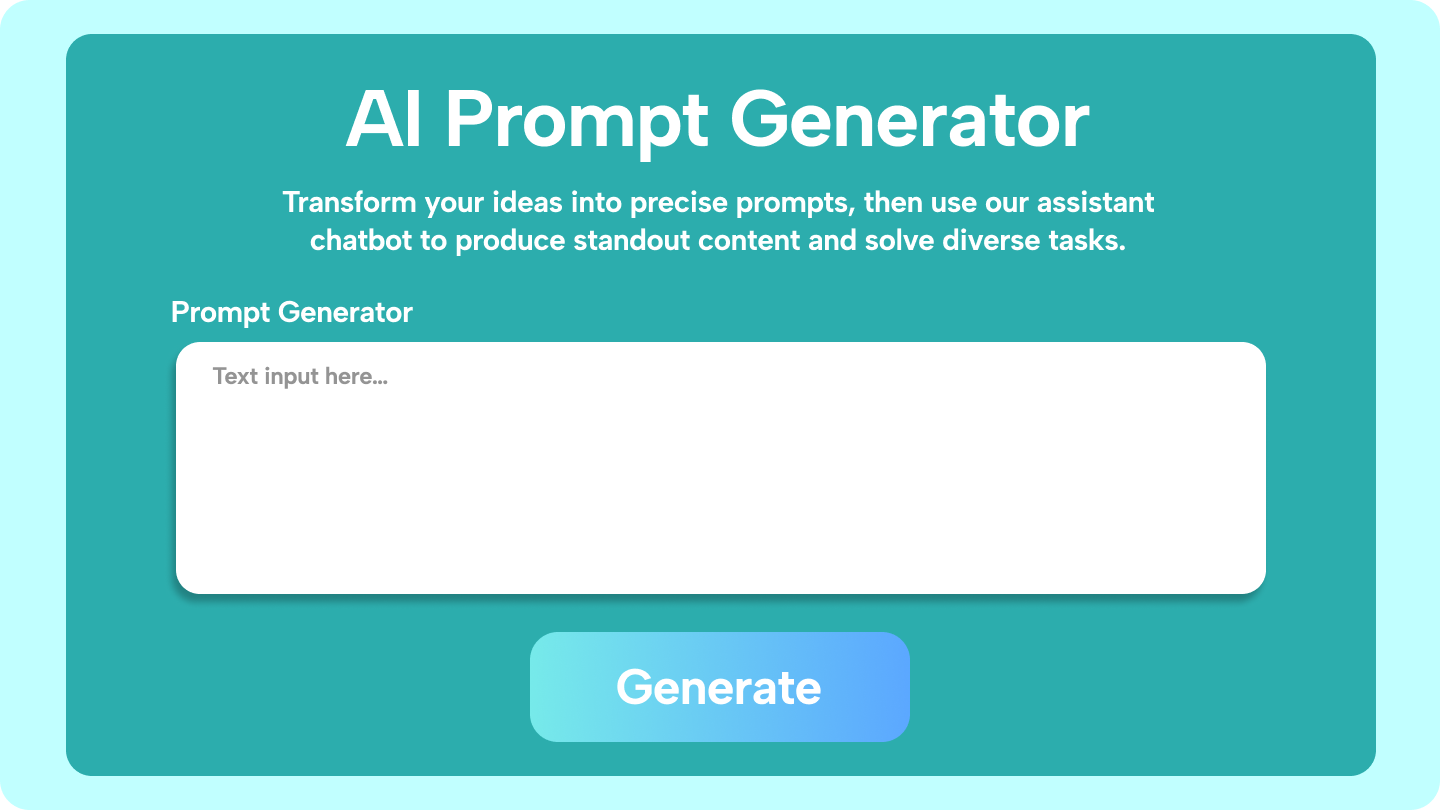 AI Prompt Generator
Transform your ideas into precise prompts, then use our assistant
chatbot to produce standout content and solve diverse tasks.
Prompt Generator
Text input here...
Generate